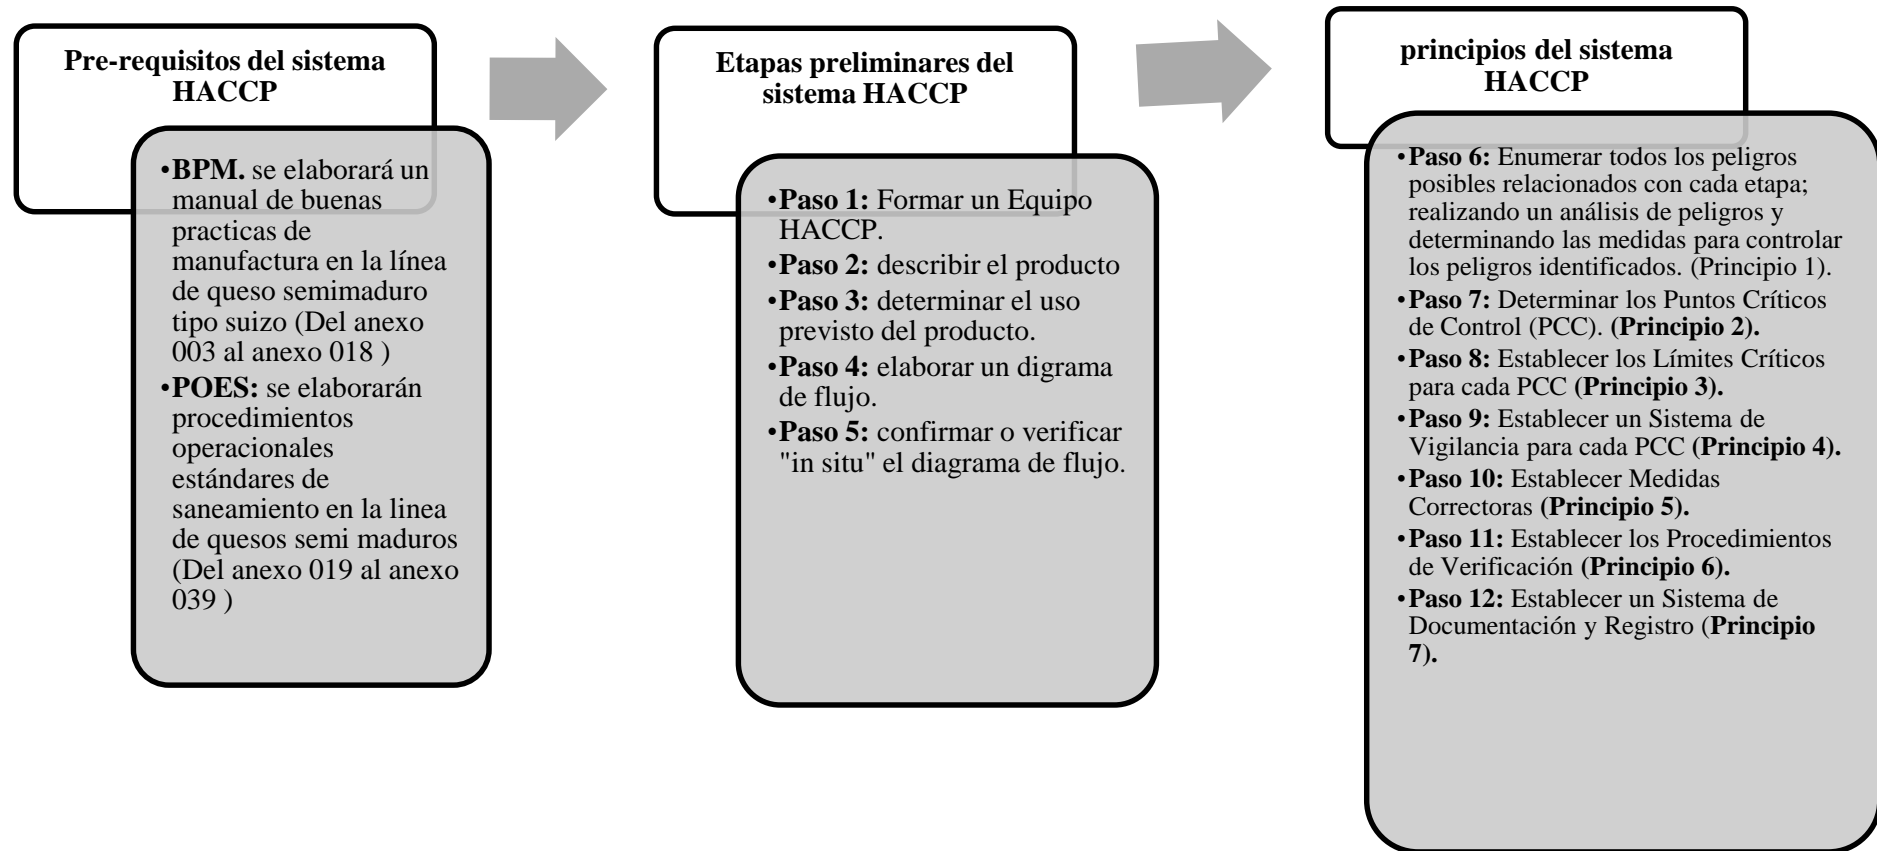 Pre-requisitos del sistema
HACCP
•BPM. se elaborará un
manual de buenas
practicas de
manufactura en la línea
de queso semimaduro
tipo suizo (Del anexo
003 al anexo 018 )
•POES: se elaborarán
procedimientos
operacionales
estándares de
saneamiento en la linea
de quesos semi maduros
(Del anexo 019 al anexo
039 )
Etapas preliminares del
sistema HACCP
•Paso 1: Formar un Equipo
HACCP.
•Paso 2: describir el producto
•Paso 3: determinar el uso
previsto del producto.
•Paso 4: elaborar un digrama
de flujo.
•Paso 5: confirmar o verificar
"in situ" el diagrama de flujo.
principios del sistema
HACCP
•Paso 6: Enumerar todos los peligros
posibles relacionados con cada etapa;
realizando un análisis de peligros y
determinando las medidas para controlar
los peligros identificados. (Principio 1).
•Paso 7: Determinar los Puntos Críticos
de Control (PCC). (Principio 2).
•Paso 8: Establecer los Límites Críticos
para cada PCC (Principio 3).
•Paso 9: Establecer un Sistema de
Vigilancia para cada PCC (Principio 4).
•Paso 10: Establecer Medidas
Correctoras (Principio 5).
•Paso 11: Establecer los Procedimientos
de Verificación (Principio 6).
•Paso 12: Establecer un Sistema de
Documentación y Registro (Principio
7).